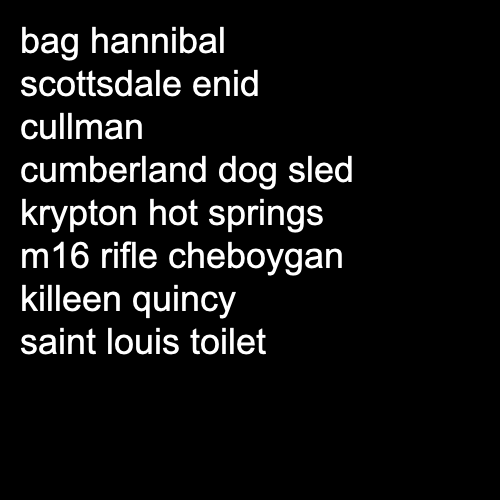 bag hannibal
scottsdale enid
cullman
cumberland dog sled
krypton hot springs
m16 rifle cheboygan
killeen quincy
saint louis toilet